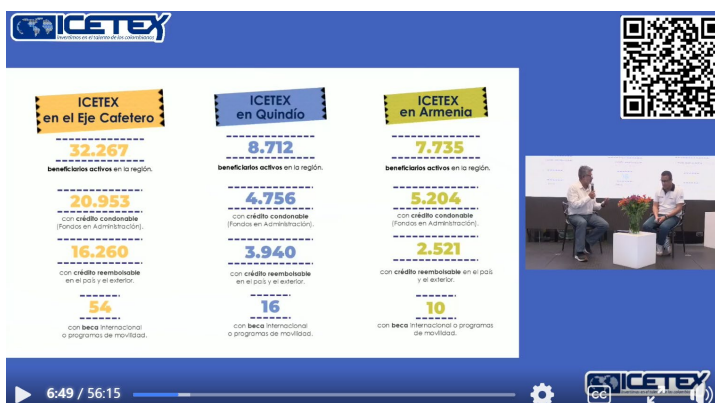 ICETEX
Invertimos en el talento de los colombianos
ICETEX
en el Eje Cafetero
32.267
beneficiarios activos en la región.
20.953
con crédito condonable
(Fondos en Administración).
16.260
con crédito reembolsable
en el país y el exterior.
54
con beca internacional
o programas de movilidad.
ICETEX
en Quindío
8.712
beneficiarios activos en la región.
4.756
con crédito condonable
(Fondos en Administración).
3.940
con crédito reembolsable
en el país y el exterior.
16
con beca internacional
o programas de movilidad.
ICETEX
en Armenia
7.735
beneficiarios activos en la región.
5.204
con crédito condonable
(Fondos en Administración).
2.521
con crédito reembolsable en el país
y el exterior.
10
con beca internacional o programas
de movilidad.
6:49 / 56:15
CC
ICETEX